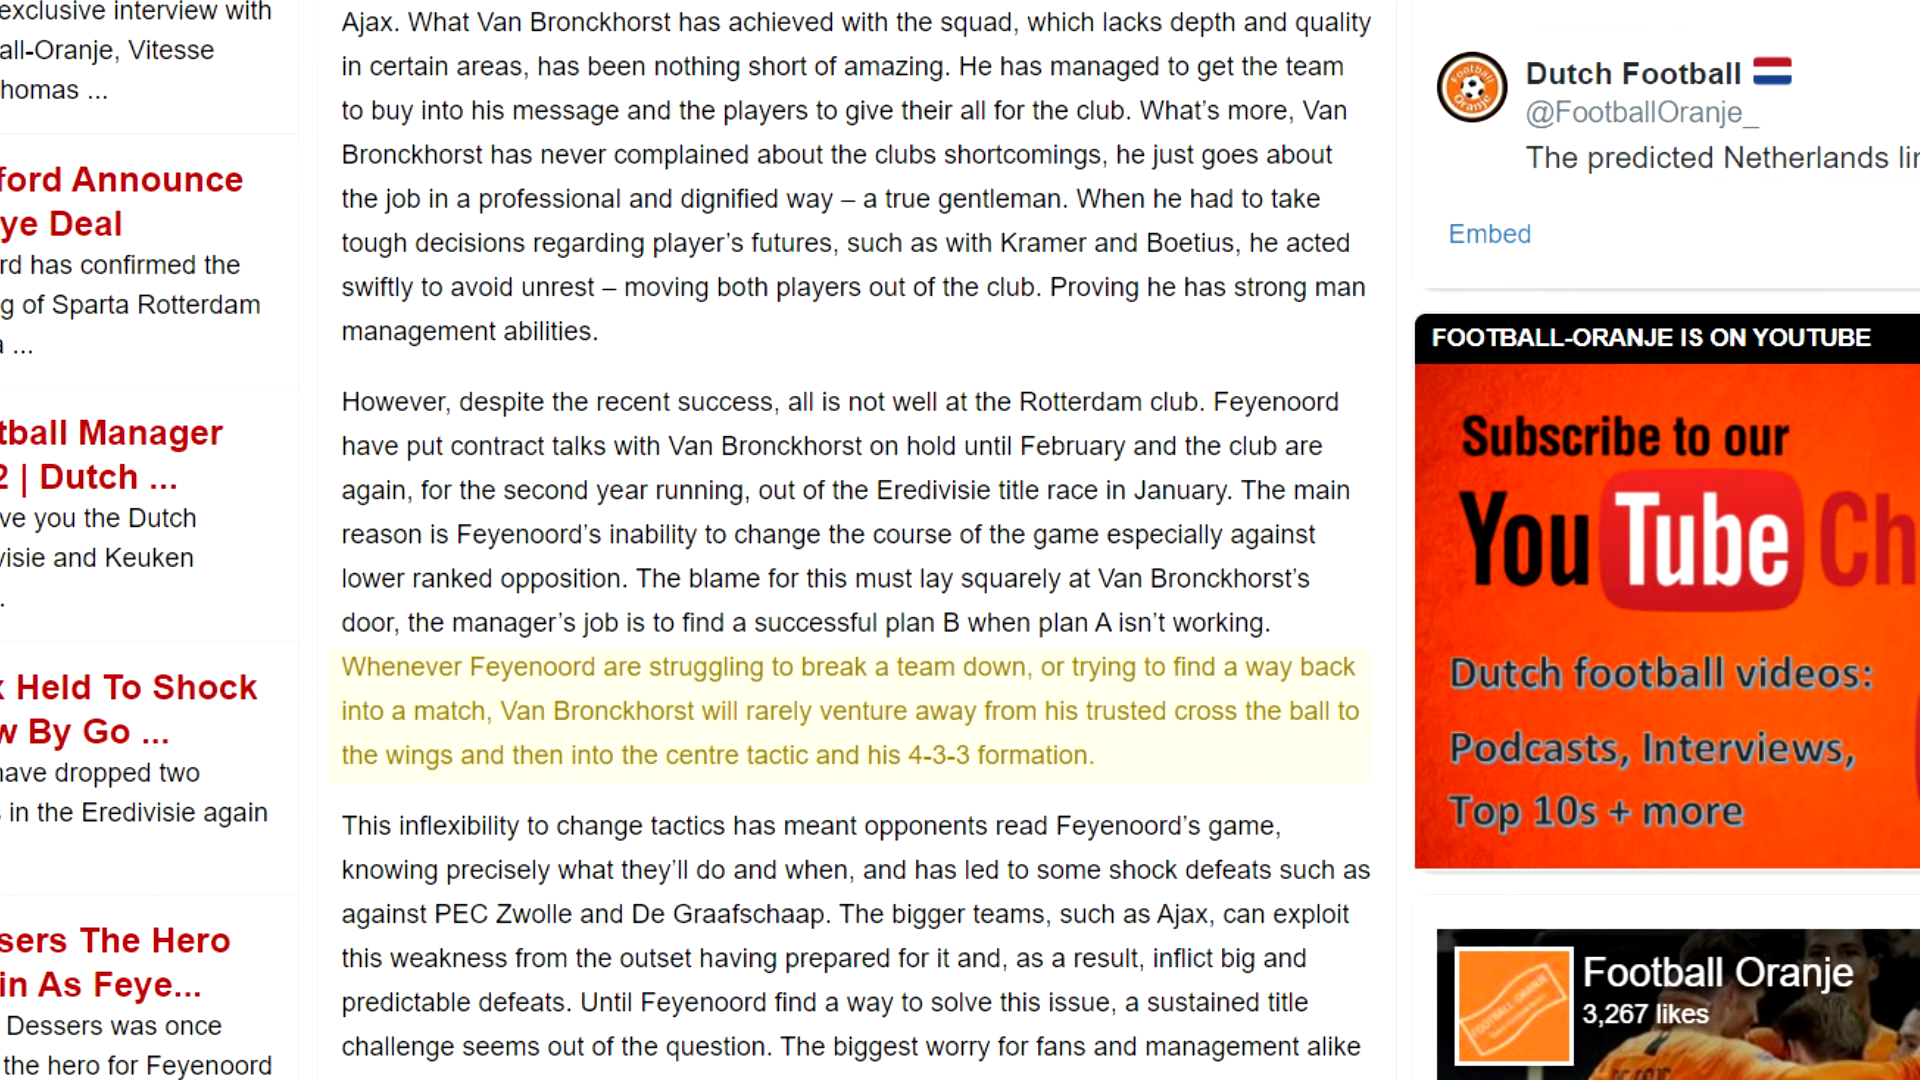 exclusive interview with
all-Oranje, Vitesse
homas ...
ford Announce
ye Deal
rd has confirmed the
g of Sparta Rotterdam
a ...
tball Manager
2 | Dutch ...
ve you the Dutch
visie and Keuken
.
x Held To Shock
w By Go ...
have dropped two
s in the Eredivisie again
sers The Hero
in As Feye...
Dessers was once
the hero for Feyenoord
Ajax. What Van Bronckhorst has achieved with the squad, which lacks depth and quality
in certain areas, has been nothing short of amazing. He has managed to get the team
to buy into his message and the players to give their all for the club. What’s more, Van
Bronckhorst has never complained about the clubs shortcomings, he just goes about
the job in a professional and dignified way – a true gentleman. When he had to take
tough decisions regarding player’s futures, such as with Kramer and Boetius, he acted
swiftly to avoid unrest – moving both players out of the club. Proving he has strong man
management abilities.
However, despite the recent success, all is not well at the Rotterdam club. Feyenoord
have put contract talks with Van Bronckhorst on hold until February and the club are
again, for the second year running, out of the Eredivisie title race in January. The main
reason is Feyenoord’s inability to change the course of the game especially against
lower ranked opposition. The blame for this must lay squarely at Van Bronckhorst’s
door, the manager’s job is to find a successful plan B when plan A isn’t working.
Whenever Feyenoord are struggling to break a team down, or trying to find a way back
into a match, Van Bronckhorst will rarely venture away from his trusted cross the ball to
the wings and then into the centre tactic and his 4-3-3 formation.
This inflexibility to change tactics has meant opponents read Feyenoord’s game,
knowing precisely what they’ll do and when, and has led to some shock defeats such as
against PEC Zwolle and De Graafschaap. The bigger teams, such as Ajax, can exploit
this weakness from the outset having prepared for it and, as a result, inflict big and
predictable defeats. Until Feyenoord find a way to solve this issue, a sustained title
challenge seems out of the question. The biggest worry for fans and management alike
Football
Oranje
Dutch Football
@FootballOranje_
The predicted Netherlands lin
Embed
FOOTBALL-ORANJE IS ON YOUTUBE
Subscribe to our
YouTube Ch
Dutch football videos:
Podcasts, Interviews,
Top 10s + more
FOOTBALL-ORANJE
Football Oranje
3,267 likes